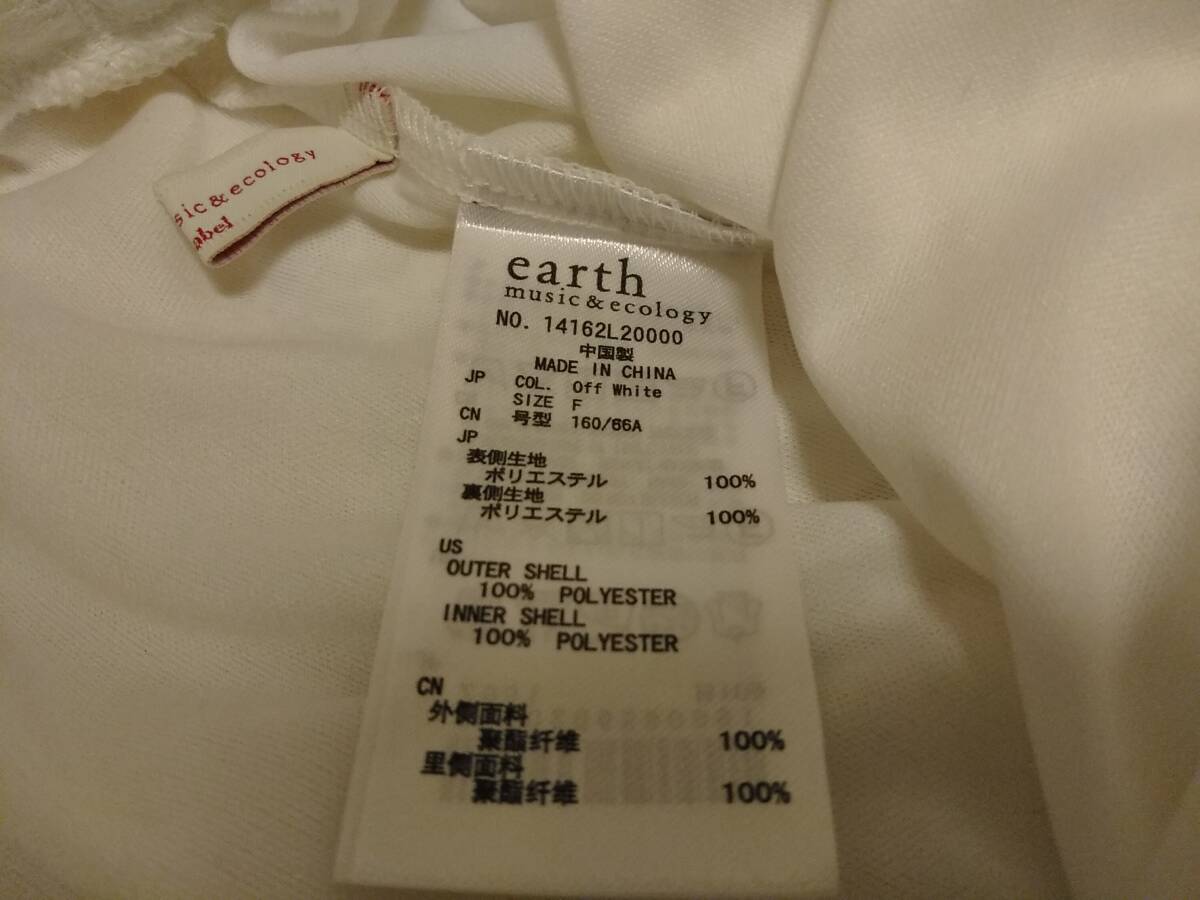 sic & ecology
abel
earth
music & ecology
NO. 14162L20000
中国製
MADE IN CHINA
JP COL. Off White
SIZE F
CN 号型 160/66A
JP
表側生地
ポリエステル 100%
裏側生地
ポリエステル 100%
US
OUTER SHELL
100% POLYESTER
INNER SHELL
100% POLYESTER
CN
外侧面料
聚酯纤维 100%
里侧面料
聚酯纤维 100%